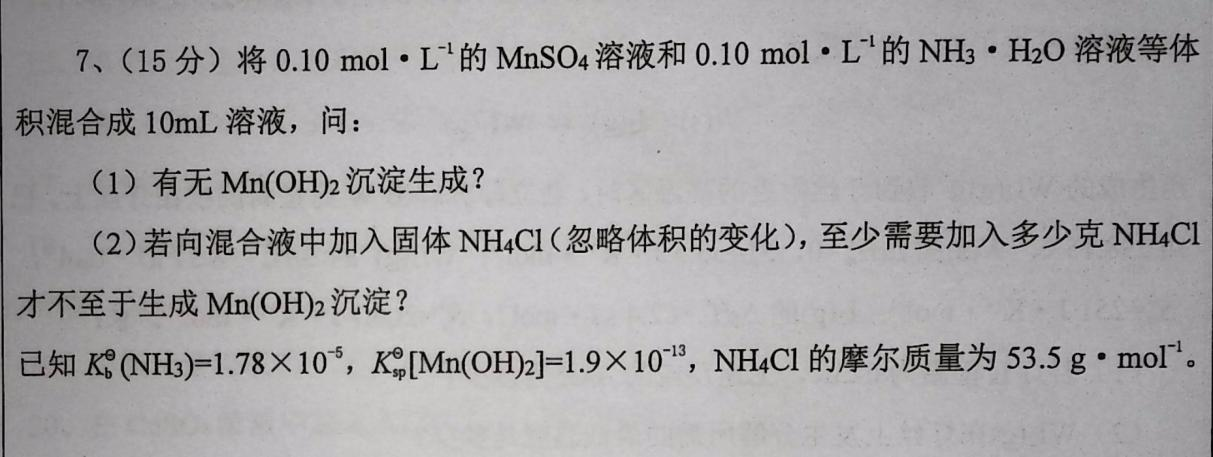 7、（15 分）将 0.10 mol·L⁻¹的 MnSO₄ 溶液和 0.10 mol·L⁻¹的 NH₃·H₂O 溶液等体
积混合成 10mL 溶液，问：
（1）有无 Mn(OH)₂ 沉淀生成？
（2）若向混合液中加入固体 NH₄Cl（忽略体积的变化），至少需要加入多少克 NH₄Cl
才不至于生成 Mn(OH)₂ 沉淀？
已知 K_b^Θ(NH₃)=1.78×10⁻⁵，K_sp^Θ[Mn(OH)₂]=1.9×10⁻¹³，NH₄Cl 的摩尔质量为 53.5 g·mol⁻¹。